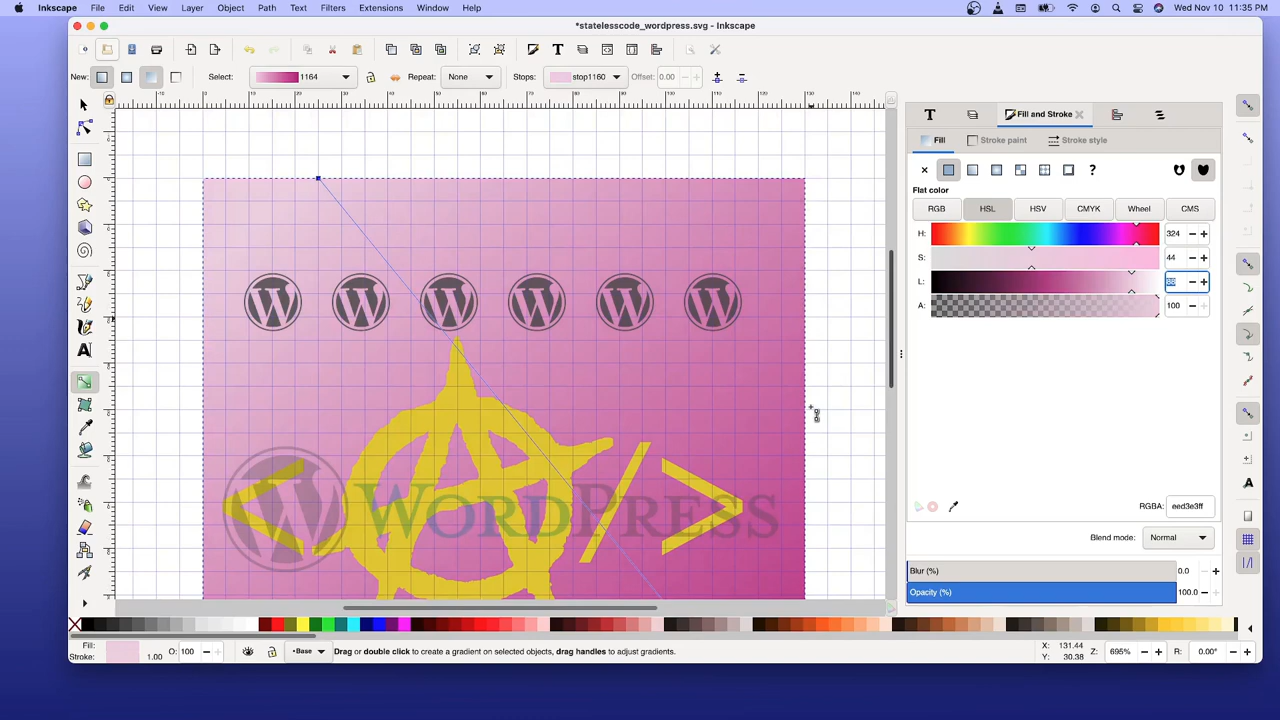 Inkscape File Edit View Layer Object Path Text Filters Extensions Window Help Wed Nov 10 11:35 PM
*statelesscode_wordpress.svg - Inkscape
New: Select: 1164 Repeat: None Stops: stop1160 Offset: 0.00
Fill and Stroke
Fill Stroke paint Stroke style
?
Flat color
RGB HSL HSV CMYK Wheel CMS
H: 324
S: 44
L:
A: 100
</>
WORDPRESS
RGBA: eed3e3ff
Blend mode: Normal
Blur (%) 0.0
Opacity (%) 100.0
Fill:
Stroke: 1.00
O: 100
•Base
Drag or double click to create a gradient on selected objects, drag handles to adjust gradients.
X: 131.44
Y: 30.38
Z: 695%
R: 0.00°